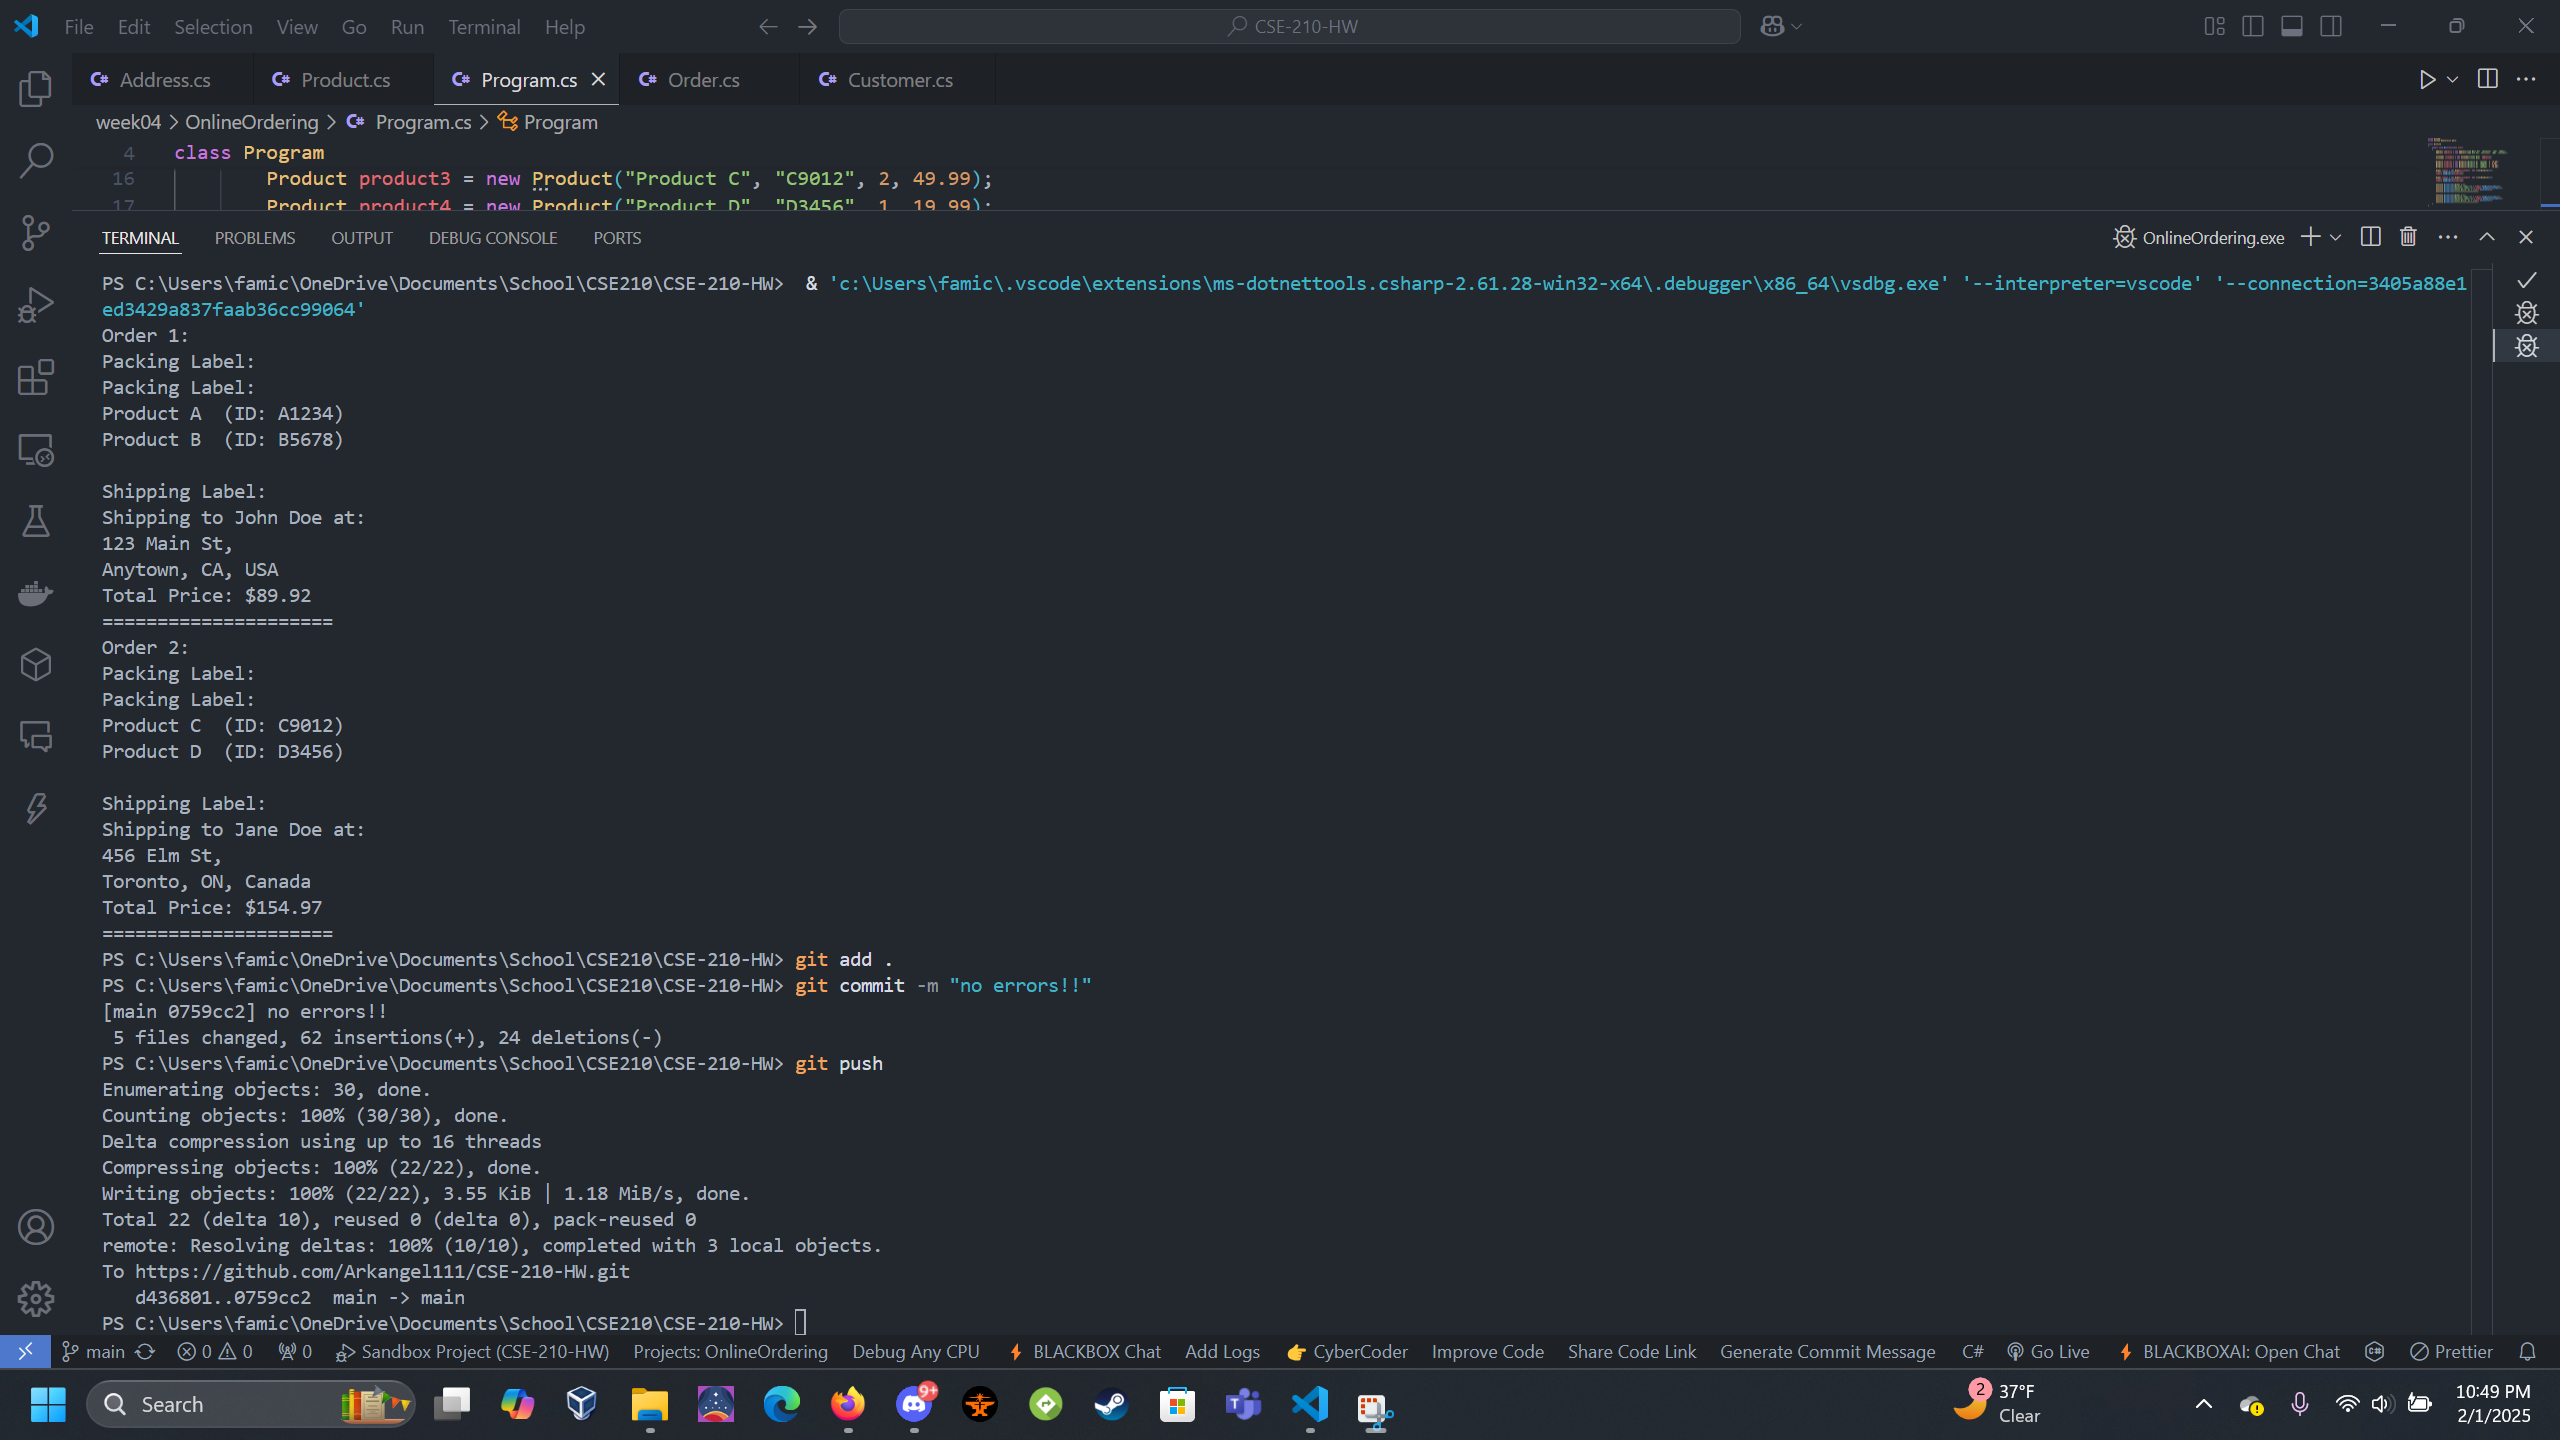 File Edit Selection View Go Run Terminal Help
CSE-210-HW
Address.cs Product.cs Program.cs Order.cs Customer.cs
week04 > OnlineOrdering > Program.cs > Program
4 class Program
16 Product product3 = new Product("Product C", "C9012", 2, 49.99);
17 Product product4 = new Product("Product D", "D3456", 1, 19.99);
TERMINAL PROBLEMS OUTPUT DEBUG CONSOLE PORTS
OnlineOrdering.exe
PS C:\Users\famic\OneDrive\Documents\School\CSE210\CSE-210-HW>  & 'c:\Users\famic\.vscode\extensions\ms-dotnettools.csharp-2.61.28-win32-x64\.debugger\x86_64\vsdbg.exe' '--interpreter=vscode' '--connection=3405a88e1
ed3429a837faab36cc99064'
Order 1:
Packing Label:
Packing Label:
Product A  (ID: A1234)
Product B  (ID: B5678)
Shipping Label:
Shipping to John Doe at:
123 Main St,
Anytown, CA, USA
Total Price: $89.92
=====================
Order 2:
Packing Label:
Packing Label:
Product C  (ID: C9012)
Product D  (ID: D3456)
Shipping Label:
Shipping to Jane Doe at:
456 Elm St,
Toronto, ON, Canada
Total Price: $154.97
=====================
PS C:\Users\famic\OneDrive\Documents\School\CSE210\CSE-210-HW> git add .
PS C:\Users\famic\OneDrive\Documents\School\CSE210\CSE-210-HW> git commit -m "no errors!!"
[main 0759cc2] no errors!!
 5 files changed, 62 insertions(+), 24 deletions(-)
PS C:\Users\famic\OneDrive\Documents\School\CSE210\CSE-210-HW> git push
Enumerating objects: 30, done.
Counting objects: 100% (30/30), done.
Delta compression using up to 16 threads
Compressing objects: 100% (22/22), done.
Writing objects: 100% (22/22), 3.55 KiB | 1.18 MiB/s, done.
Total 22 (delta 10), reused 0 (delta 0), pack-reused 0
remote: Resolving deltas: 100% (10/10), completed with 3 local objects.
To https://github.com/Arkangel111/CSE-210-HW.git
   d436801..0759cc2  main -> main
PS C:\Users\famic\OneDrive\Documents\School\CSE210\CSE-210-HW>
main 0 0 0 Sandbox Project (CSE-210-HW) Projects: OnlineOrdering Debug Any CPU BLACKBOX Chat Add Logs CyberCoder Improve Code Share Code Link Generate Commit Message C# Go Live BLACKBOXAI: Open Chat Prettier
Search 9+ 2 37°F 10:49 PM
Clear 2/1/2025